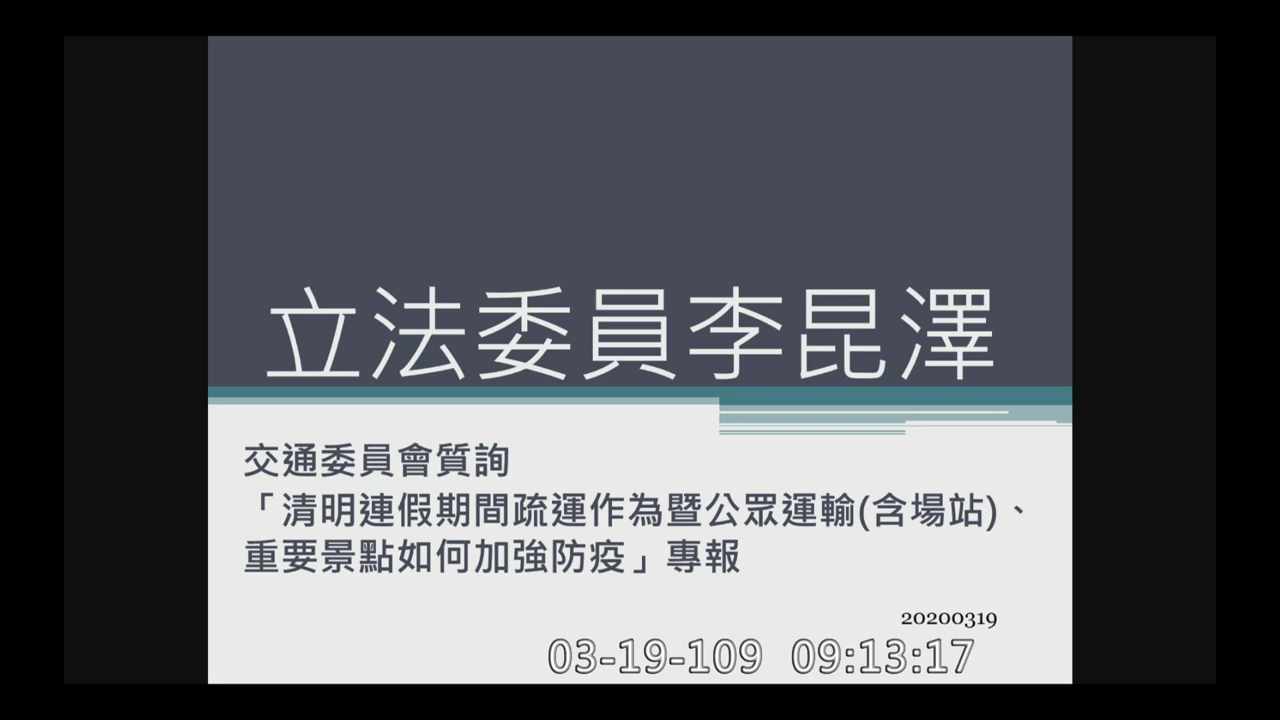 立法委員李昆澤
交通委員會質詢
「清明連假期間疏運作為暨公眾運輸(含場站)、
重要景點如何加強防疫」專報
20200319
03-19-109 09:13:17